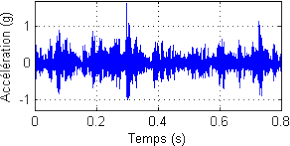 Accélération (g)
1
0
-1
0 0.2 0.4 0.6 0.8
Temps (s)